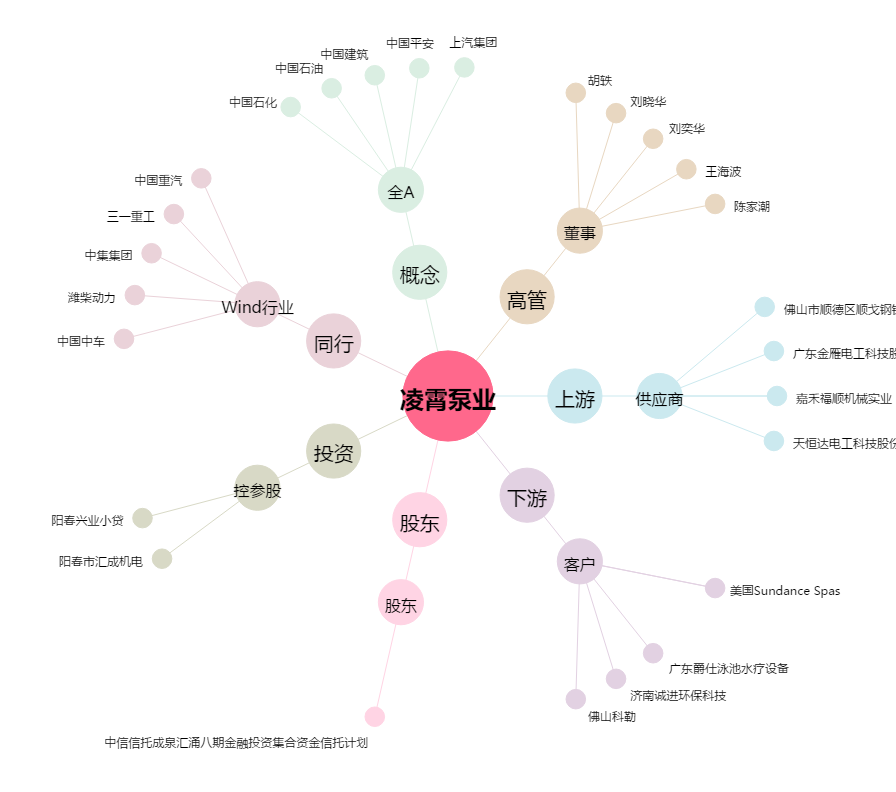 中国石化
中国石油
中国建筑
中国平安
上汽集团
全A
概念
胡轶
刘晓华
刘奕华
王海波
陈家潮
董事
高管
中国重汽
三一重工
中集集团
潍柴动力
中国中车
Wind行业
同行
凌霄泵业
佛山市顺德区顺戈钢
广东金雁电工科技股
嘉禾福顺机械实业
天恒达电工科技股份
供应商
上游
投资
控参股
阳春兴业小贷
阳春市汇成机电
股东
股东
中信信托成泉汇涌八期金融投资集合资金信托计划
下游
客户
美国Sundance Spas
广东爵仕泳池水疗设备
济南诚进环保科技
佛山科勒